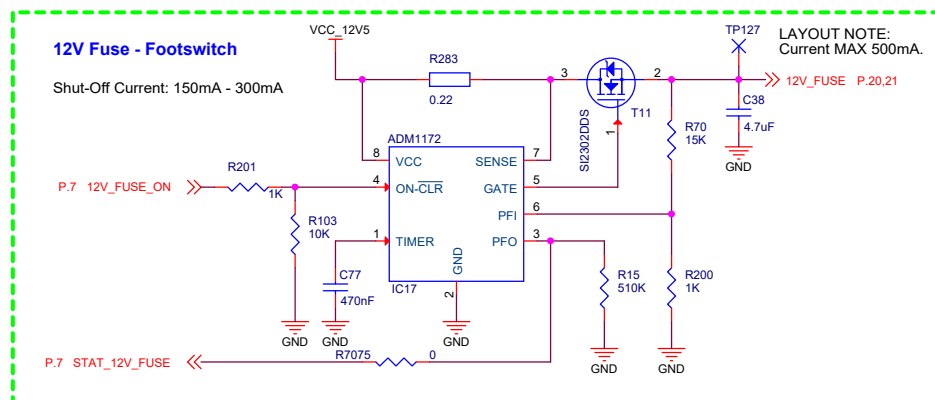 12V Fuse - Footswitch
Shut-Off Current: 150mA - 300mA
VCC_12V5
R283
0.22
3
2
1
SI2302DDS
T11
TP127
LAYOUT NOTE:
Current MAX 500mA.
12V_FUSE P.20,21
C38
4.7uF
GND
R70
15K
ADM1172
8 VCC
SENSE 7
4 ON-CLR
GATE 5
PFI 6
1 TIMER
PFO 3
GND
2
IC17
GND
P.7 12V_FUSE_ON
R201
1K
R103
10K
GND
C77
470nF
GND
R15
510K
GND
R200
1K
GND
P.7 STAT_12V_FUSE
R7075
0